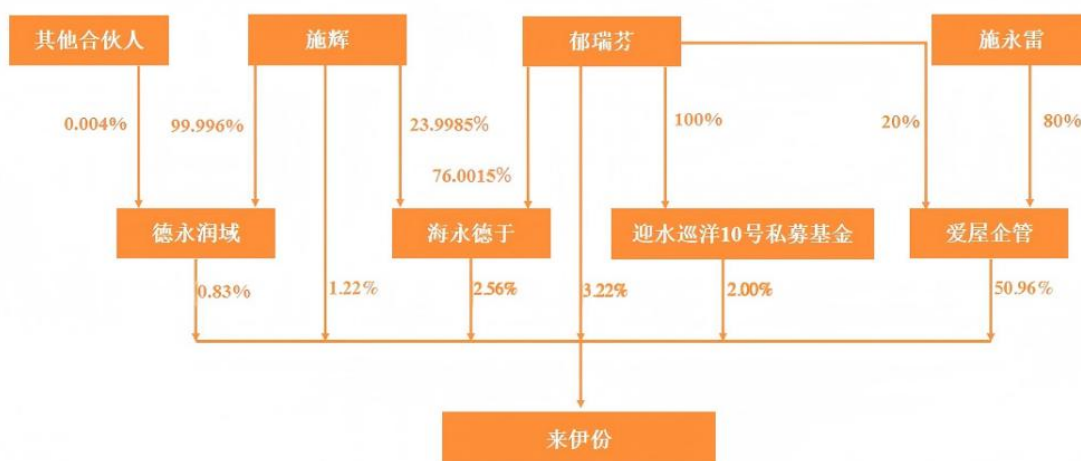 其他合伙人
施辉
郁瑞芬
施永雷
0.004%
99.996%
23.9985%
76.0015%
100%
20%
80%
德永润域
海永德于
迎水巡洋10号私募基金
爱屋企管
0.83%
1.22%
2.56%
3.22%
2.00%
50.96%
来伊份